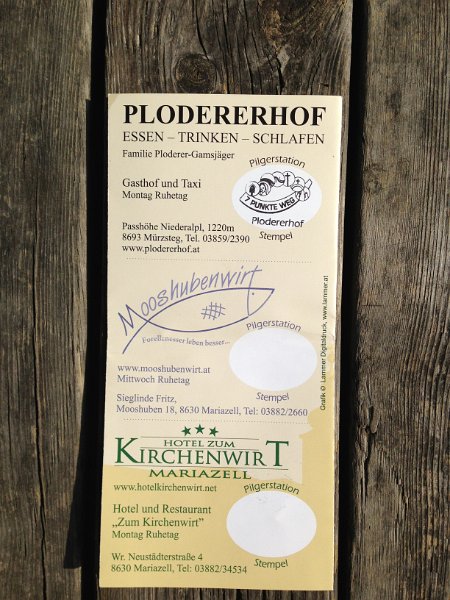 PLODERERHOF
ESSEN – TRINKEN – SCHLAFEN
Familie Ploderer-Gamsjäger
Pilgerstation
7 PUNKTE WEG
Plodererhof
Stempel
Gasthof und Taxi
Montag Ruhetag
Passhöhe Niederalpl, 1220m
8693 Mürzsteg, Tel. 03859/2390
www.plodererhof.at
Mooshubenwirt
Forellenesser leben besser...
Pilgerstation
Stempel
www.mooshubenwirt.at
Mittwoch Ruhetag
Sieglinde Fritz,
Mooshuben 18, 8630 Mariazell, Tel: 03882/2660
Grafik © Lammer Digitaldruck, www.lammer.at
HOTEL ZUM
KIRCHENWIRT
MARIAZELL
www.hotelkirchenwirt.net
Pilgerstation
Stempel
Hotel und Restaurant
„Zum Kirchenwirt"
Montag Ruhetag
Wr. Neustädterstraße 4
8630 Mariazell, Tel: 03882/34534